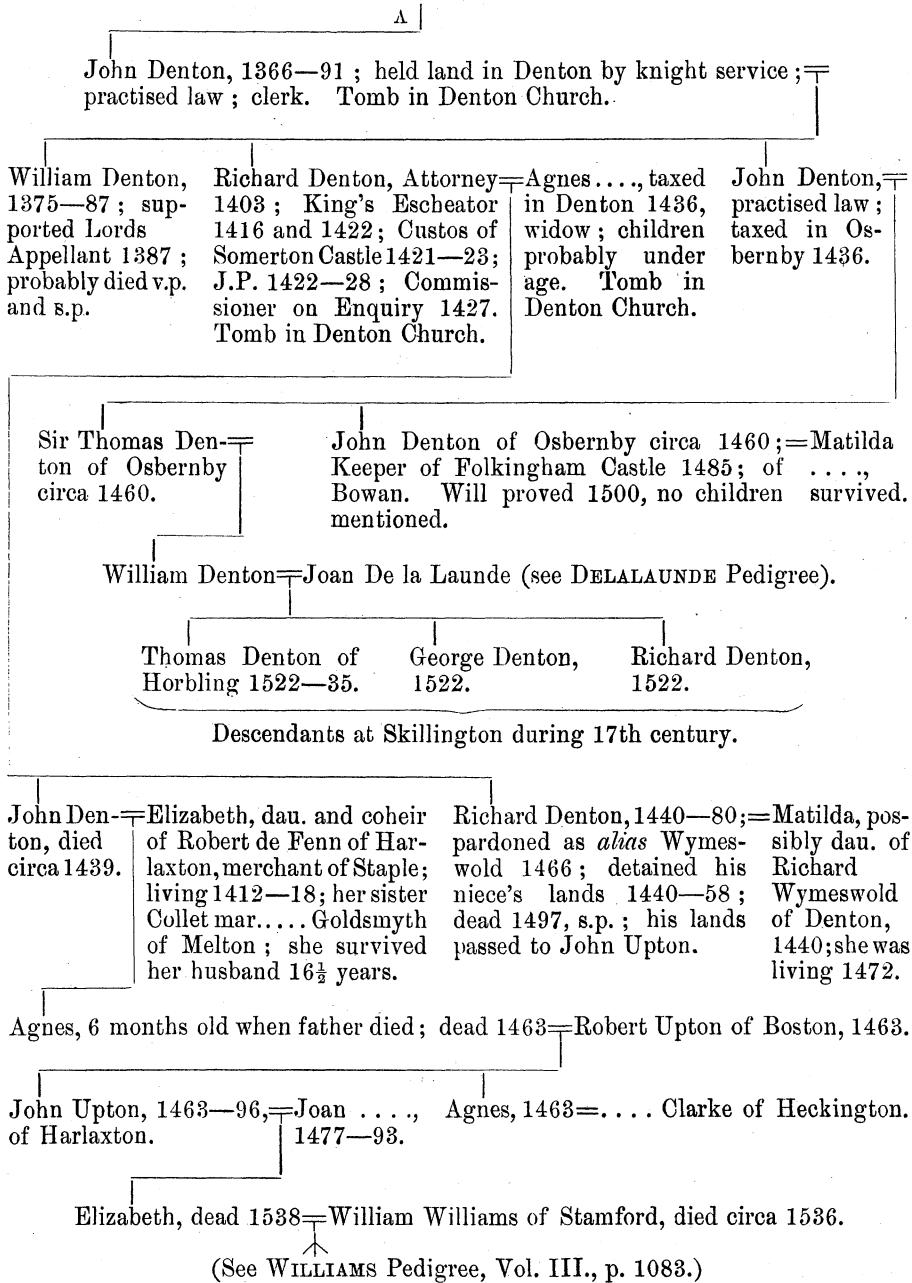 A
John Denton, 1366—91 ; held land in Denton by knight service ;
practised law ; clerk. Tomb in Denton Church.
William Denton,
1375—87 ; sup-
ported Lords
Appellant 1387 ;
probably died v.p.
and s.p.
Richard Denton, Attorney
1403 ; King's Escheator
1416 and 1422; Custos of
Somerton Castle 1421—23;
J.P. 1422—28 ; Commis-
sioner on Enquiry 1427.
Tomb in Denton Church.
Agnes ...., taxed
in Denton 1436,
widow ; children
probably under
age. Tomb in
Denton Church.
John Denton,
practised law ;
taxed in Os-
bernby 1436.
Sir Thomas Den-
ton of Osbernby
circa 1460.
John Denton of Osbernby circa 1460 ;=
Keeper of Folkingham Castle 1485; of
Bowan. Will proved 1500, no children
mentioned.
Matilda
. . . .,
survived.
William Denton=Joan De la Launde (see DELALAUNDE Pedigree).
Thomas Denton of
Horbling 1522—35.
George Denton,
1522.
Richard Denton,
1522.
Descendants at Skillington during 17th century.
John Den-
ton, died
circa 1439.
Elizabeth, dau. and coheir
of Robert de Fenn of Har-
laxton, merchant of Staple;
living 1412—18; her sister
Collet mar..... Goldsmyth
of Melton ; she survived
her husband 16½ years.
Richard Denton, 1440—80;=
pardoned as alias Wymes-
wold 1466 ; detained his
niece's lands 1440—58 ;
dead 1497, s.p. ; his lands
passed to John Upton.
Matilda, pos-
sibly dau. of
Richard
Wymeswold
of Denton,
1440; she was
living 1472.
Agnes, 6 months old when father died; dead 1463=Robert Upton of Boston, 1463.
John Upton, 1463—96,=
of Harlaxton.
Joan . . . .,
1477—93.
Agnes, 1463=. . . . Clarke of Heckington.
Elizabeth, dead 1538=William Williams of Stamford, died circa 1536.
(See WILLIAMS Pedigree, Vol. III., p. 1083.)